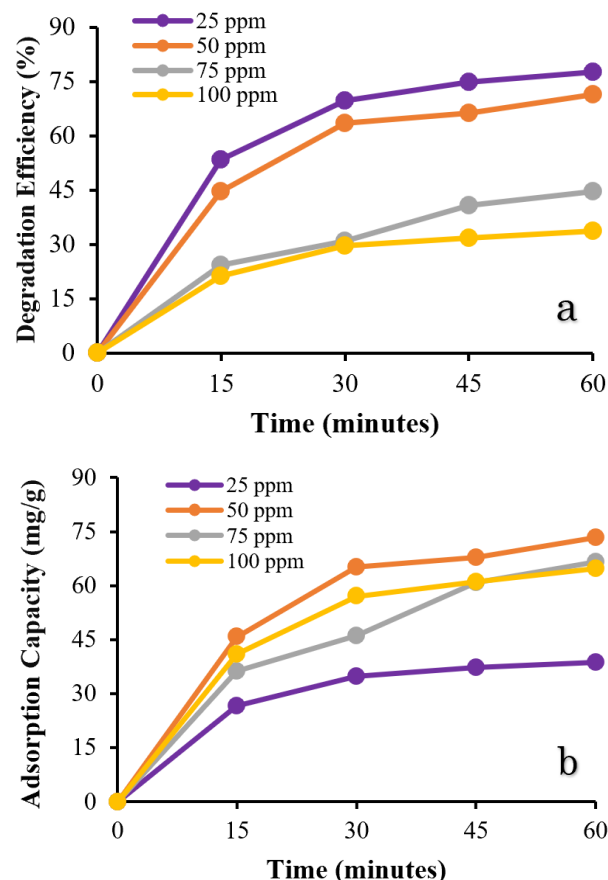 90
75
60
45
30
15
0
Degradation Efficiency (%)
25 ppm
50 ppm
75 ppm
100 ppm
a
0 15 30 45 60
Time (minutes)
90
75
60
45
30
15
0
Adsorption Capacity (mg/g)
25 ppm
50 ppm
75 ppm
100 ppm
b
0 15 30 45 60
Time (minutes)